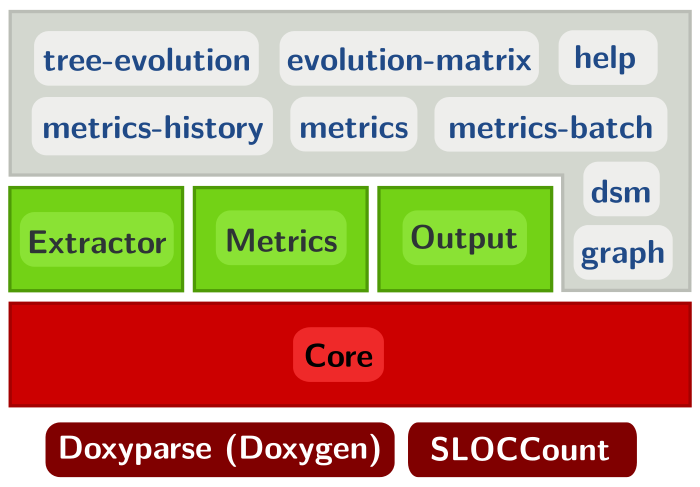 tree-evolution evolution-matrix help
metrics-history metrics metrics-batch
dsm
graph
Extractor Metrics Output
Core
Doxyparse (Doxygen) SLOCCount